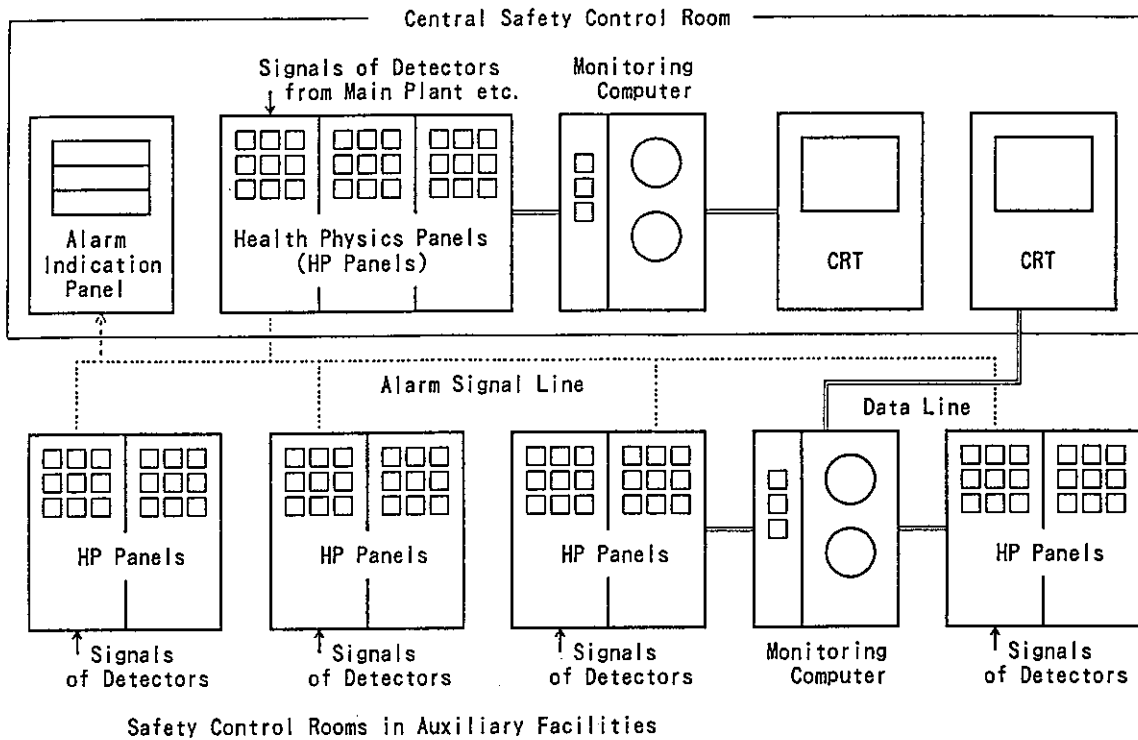 Central Safety Control Room
Signals of Detectors
from Main Plant etc.
Monitoring
Computer
Alarm
Indication
Panel
Health Physics Panels
(HP Panels)
CRT
CRT
Alarm Signal Line
Data Line
HP Panels
HP Panels
HP Panels
HP Panels
Signals
of Detectors
Signals
of Detectors
Signals
of Detectors
Monitoring
Computer
Signals
of Detectors
Safety Control Rooms in Auxiliary Facilities